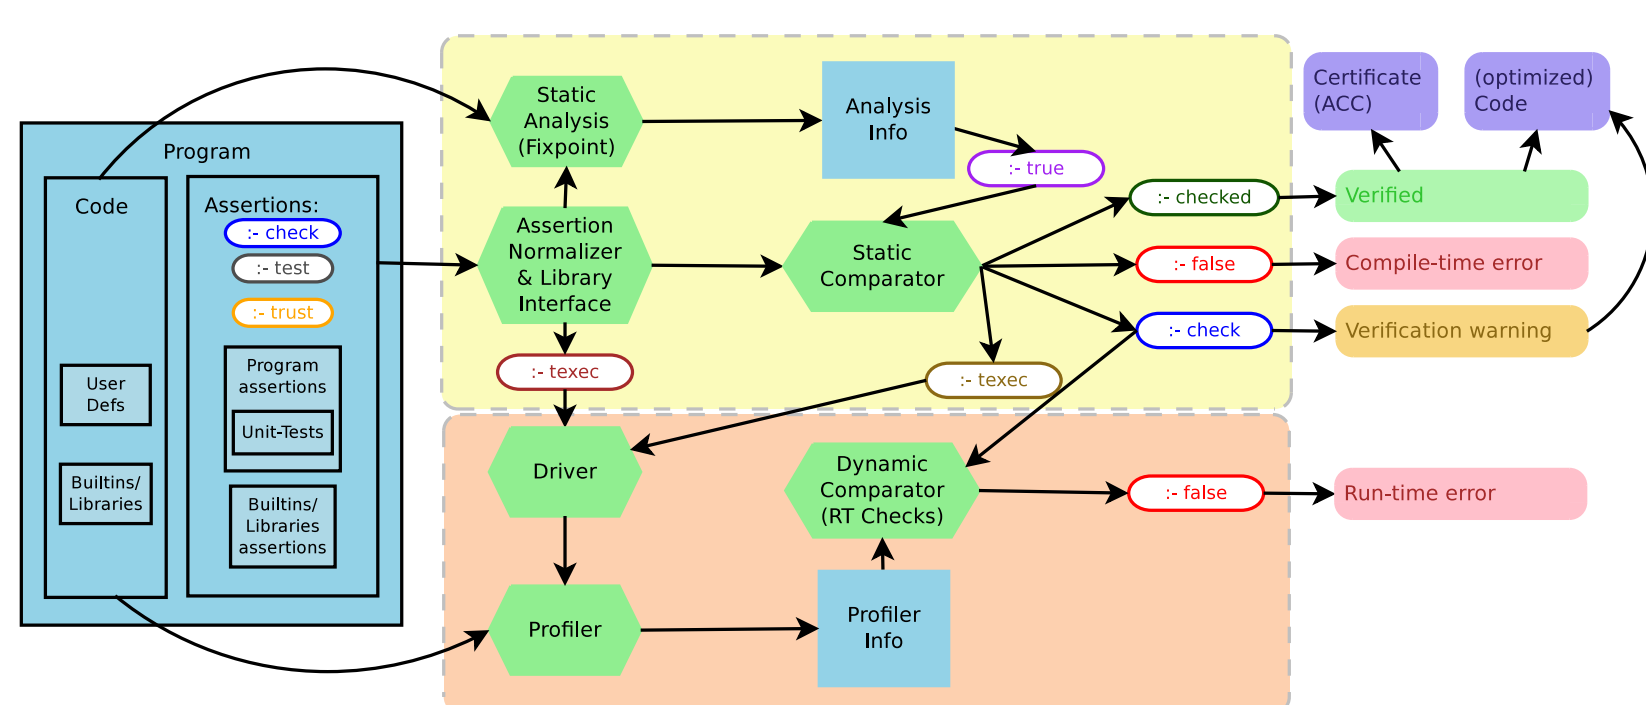 Program
Code
User
Defs
Builtins/
Libraries
Assertions:
:- check
:- test
:- trust
Program
assertions
Unit-Tests
Builtins/
Libraries
assertions
Static
Analysis
(Fixpoint)
Analysis
Info
:- true
Assertion
Normalizer
& Library
Interface
Static
Comparator
:- checked
:- false
:- check
:- texec
:- texec
Certificate
(ACC)
(optimized)
Code
Verified
Compile-time error
Verification warning
Driver
Dynamic
Comparator
(RT Checks)
:- false
Run-time error
Profiler
Profiler
Info